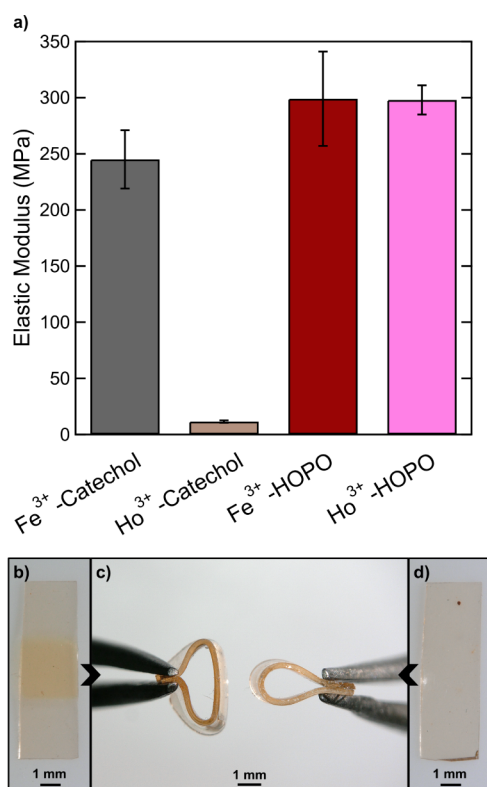 a)
350
300
250
200
150
100
50
0
Elastic Modulus (MPa)
Fe³⁺-Catechol
Ho³⁺-Catechol
Fe³⁺-HOPO
Ho³⁺-HOPO
b)
c)
d)
1 mm
1 mm
1 mm